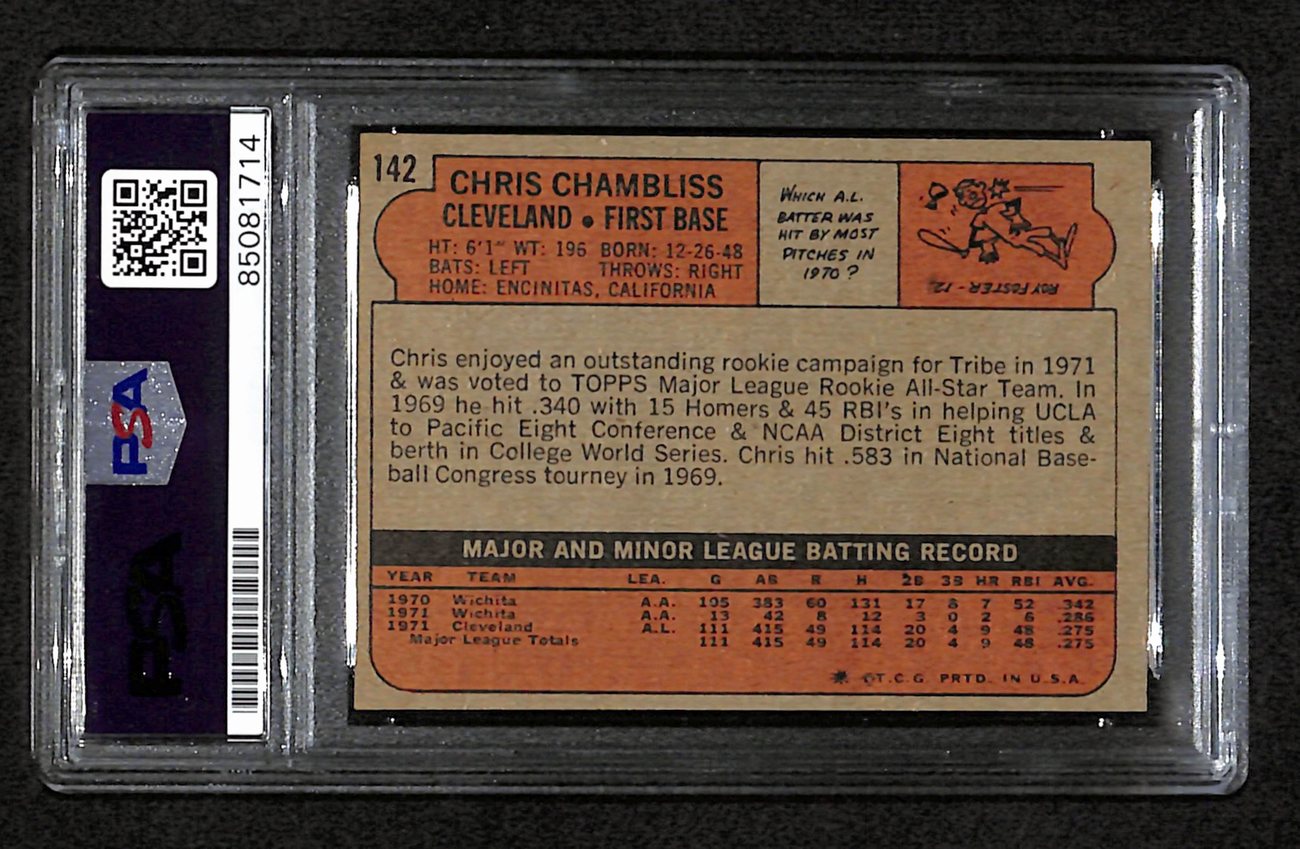 85081714
PSA
PSA
142
CHRIS CHAMBLISS
CLEVELAND • FIRST BASE
HT: 6'1" WT: 196 BORN: 12-26-48
BATS: LEFT THROWS: RIGHT
HOME: ENCINITAS, CALIFORNIA
WHICH A.L.
BATTER WAS
HIT BY MOST
PITCHES IN
1970?
ROY FOSTER - 12.
Chris enjoyed an outstanding rookie campaign for Tribe in 1971
& was voted to TOPPS Major League Rookie All-Star Team. In
1969 he hit .340 with 15 Homers & 45 RBI's in helping UCLA
to Pacific Eight Conference & NCAA District Eight titles &
berth in College World Series. Chris hit .583 in National Base-
ball Congress tourney in 1969.
MAJOR AND MINOR LEAGUE BATTING RECORD
YEAR TEAM LEA. G AB R H 2B 3B HR RBI AVG.
1970 Wichita A.A. 105 383 60 131 17 8 7 52 .342
1971 Wichita A.A. 13 42 8 12 3 0 2 6 .286
1971 Cleveland A.L. 111 415 49 114 20 4 9 48 .275
Major League Totals 111 415 49 114 20 4 9 48 .275
* ©T.C.G. PRTD. IN U.S.A.